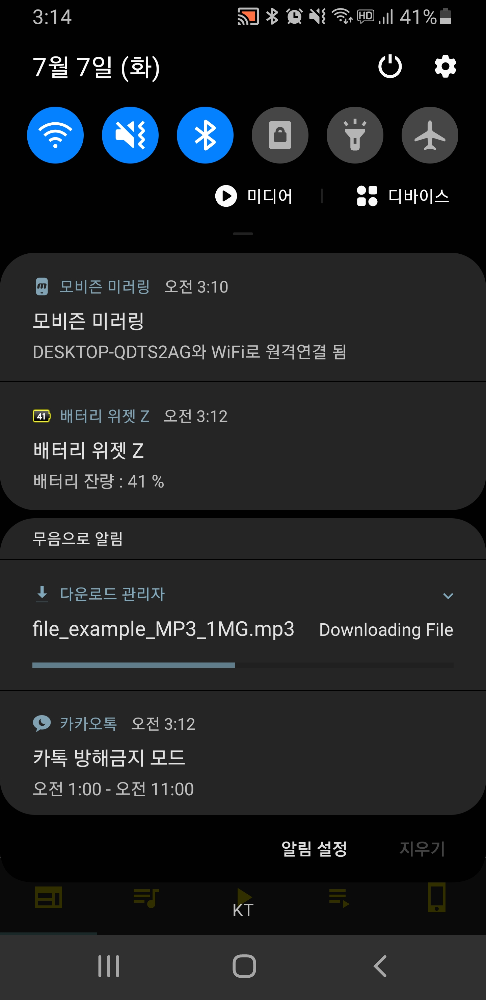 3:14 HD 41%
7월 7일 (화)
미디어 디바이스
모비즌 미러링 오전 3:10
모비즌 미러링
DESKTOP-QDTS2AG와 WiFi로 원격연결 됨
41 배터리 위젯 Z 오전 3:12
배터리 위젯 Z
배터리 잔량 : 41 %
무음으로 알림
다운로드 관리자
file_example_MP3_1MG.mp3 Downloading File
카카오톡 오전 3:12
카톡 방해금지 모드
오전 1:00 - 오전 11:00
알림 설정 지우기
KT